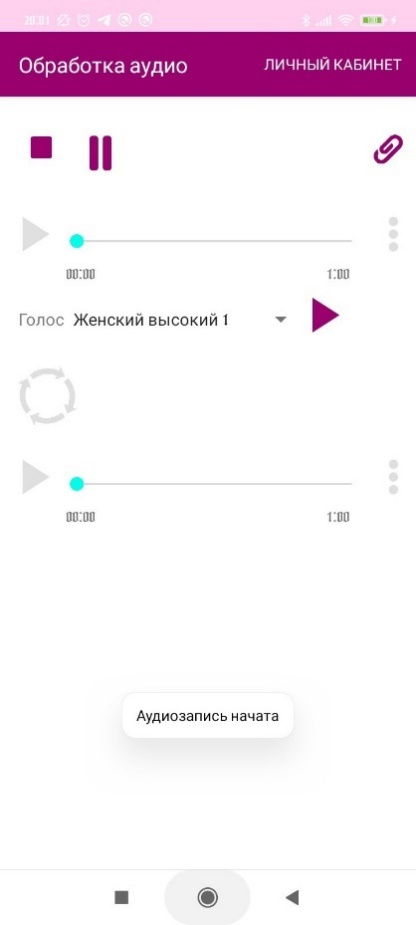 20:01
Обработка аудио ЛИЧНЫЙ КАБИНЕТ
00:00 1:00
Голос Женский высокий 1
00:00 1:00
Аудиозапись начата